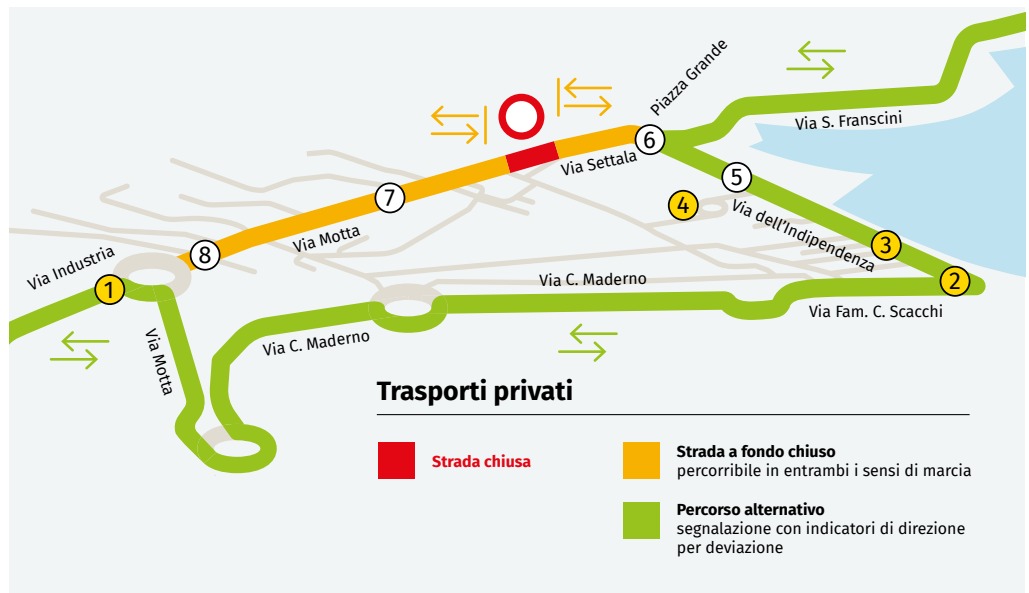 Piazza Grande
Via S. Franscini
6
Via Settala
5
7
4
Via dell'Indipendenza
Via Motta
3
8
Via Industria
1
Via C. Maderno
2
Via Fam. C. Scacchi
Via Motta
Via C. Maderno
Trasporti privati
Strada chiusa
Strada a fondo chiuso
percorribile in entrambi i sensi di marcia
Percorso alternativo
segnalazione con indicatori di direzione
per deviazione